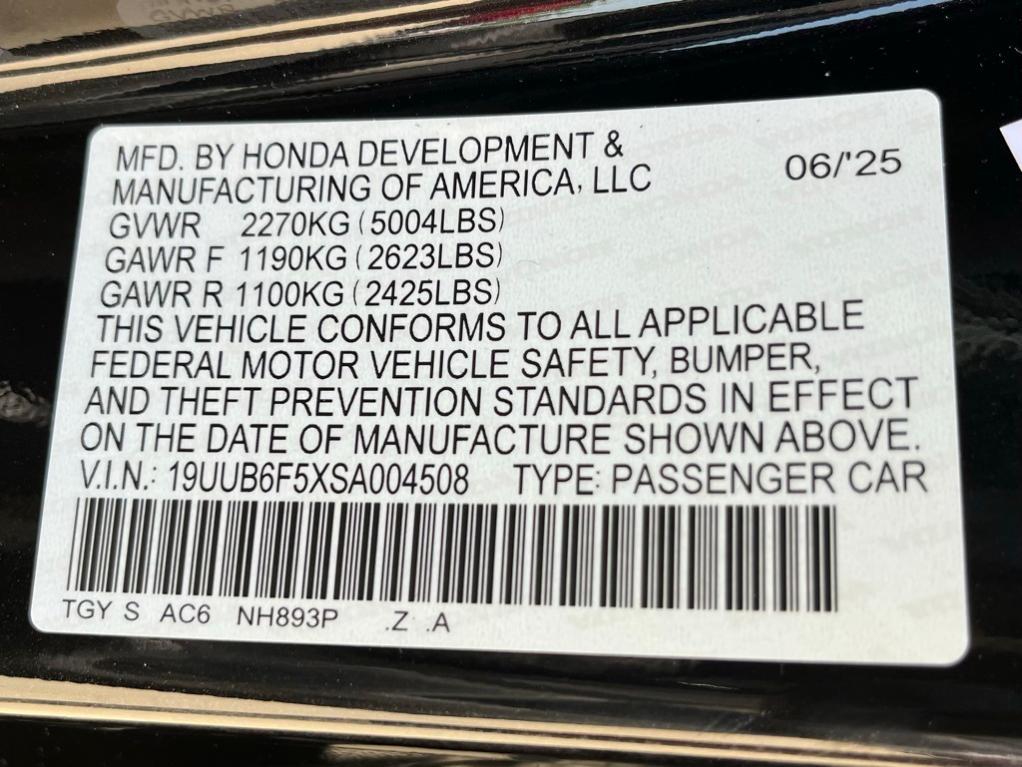 MFD. BY HONDA DEVELOPMENT &
MANUFACTURING OF AMERICA, LLC
06/'25
GVWR 2270KG (5004LBS)
GAWR F 1190KG (2623LBS)
GAWR R 1100KG (2425LBS)
THIS VEHICLE CONFORMS TO ALL APPLICABLE
FEDERAL MOTOR VEHICLE SAFETY, BUMPER,
AND THEFT PREVENTION STANDARDS IN EFFECT
ON THE DATE OF MANUFACTURE SHOWN ABOVE.
V.I.N.: 19UUB6F5XSA004508 TYPE: PASSENGER CAR
TGY S AC6 NH893P .Z .A